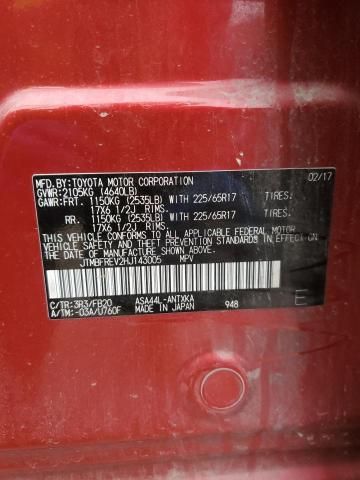 MFD.BY:TOYOTA MOTOR CORPORATION 02/17
GVWR:2105KG (4640LB)
GAWR:FRT. 1150KG (2535LB) WITH 225/65R17 TIRES.
17X6 1/2J RIMS.
RR. 1150KG (2535LB) WITH 225/65R17 TIRES.
17X6 1/2J RIMS.
THIS VEHICLE CONFORMS TO ALL APPLICABLE
FEDERAL MOTOR VEHICLE SAFETY AND
STANDARDS IN EFFECT ON
THE DATE OF MANUFACTURE SHOWN ABOVE.
JTMBFREV2HJ143005 MPV
C/TR:3R3/FB20 ASA44L-ANTXKA
A/TM:-03A/U760F MADE IN JAPAN 948 E